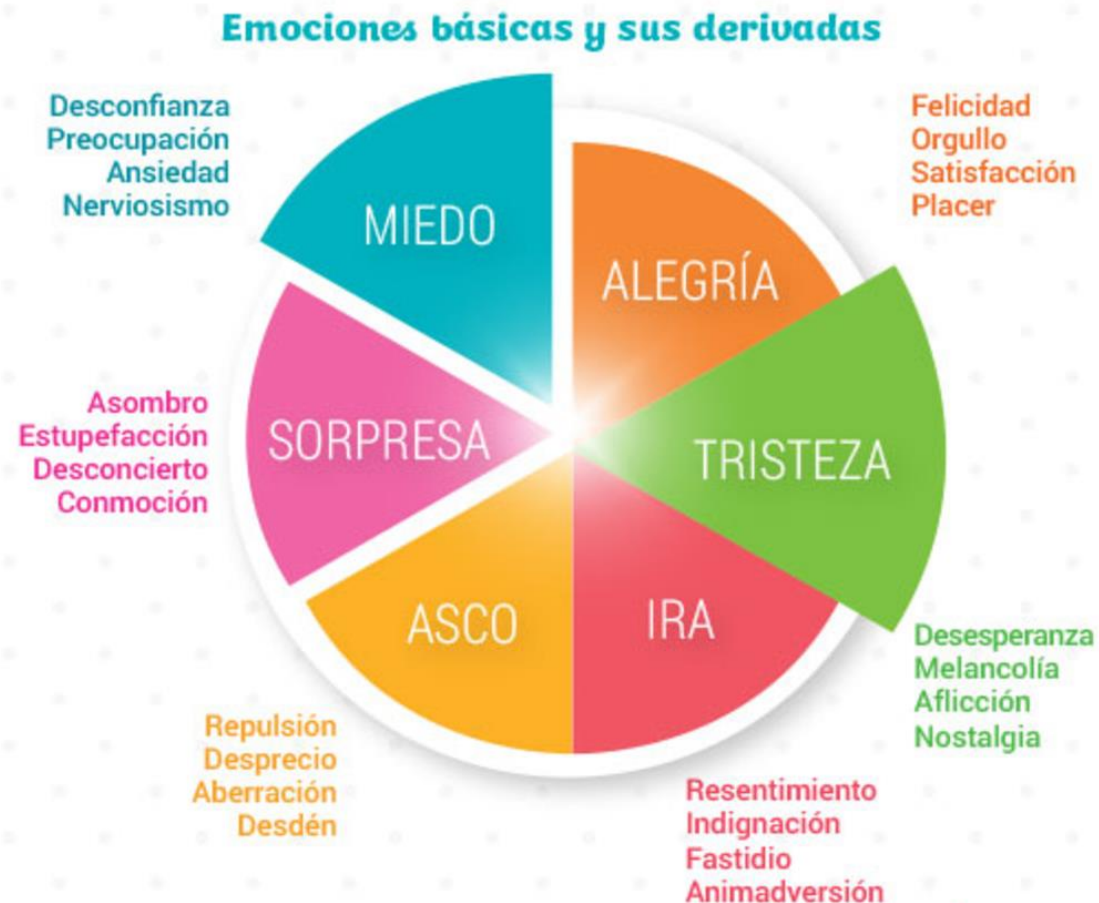 Emociones básicas y sus derivadas
Desconfianza
Preocupación
Ansiedad
Nerviosismo
MIEDO
Felicidad
Orgullo
Satisfacción
Placer
ALEGRÍA
Asombro
Estupefacción
Desconcierto
Conmoción
SORPRESA
TRISTEZA
Desesperanza
Melancolía
Aflicción
Nostalgia
ASCO
Repulsión
Desprecio
Aberración
Desdén
IRA
Resentimiento
Indignación
Fastidio
Animadversión